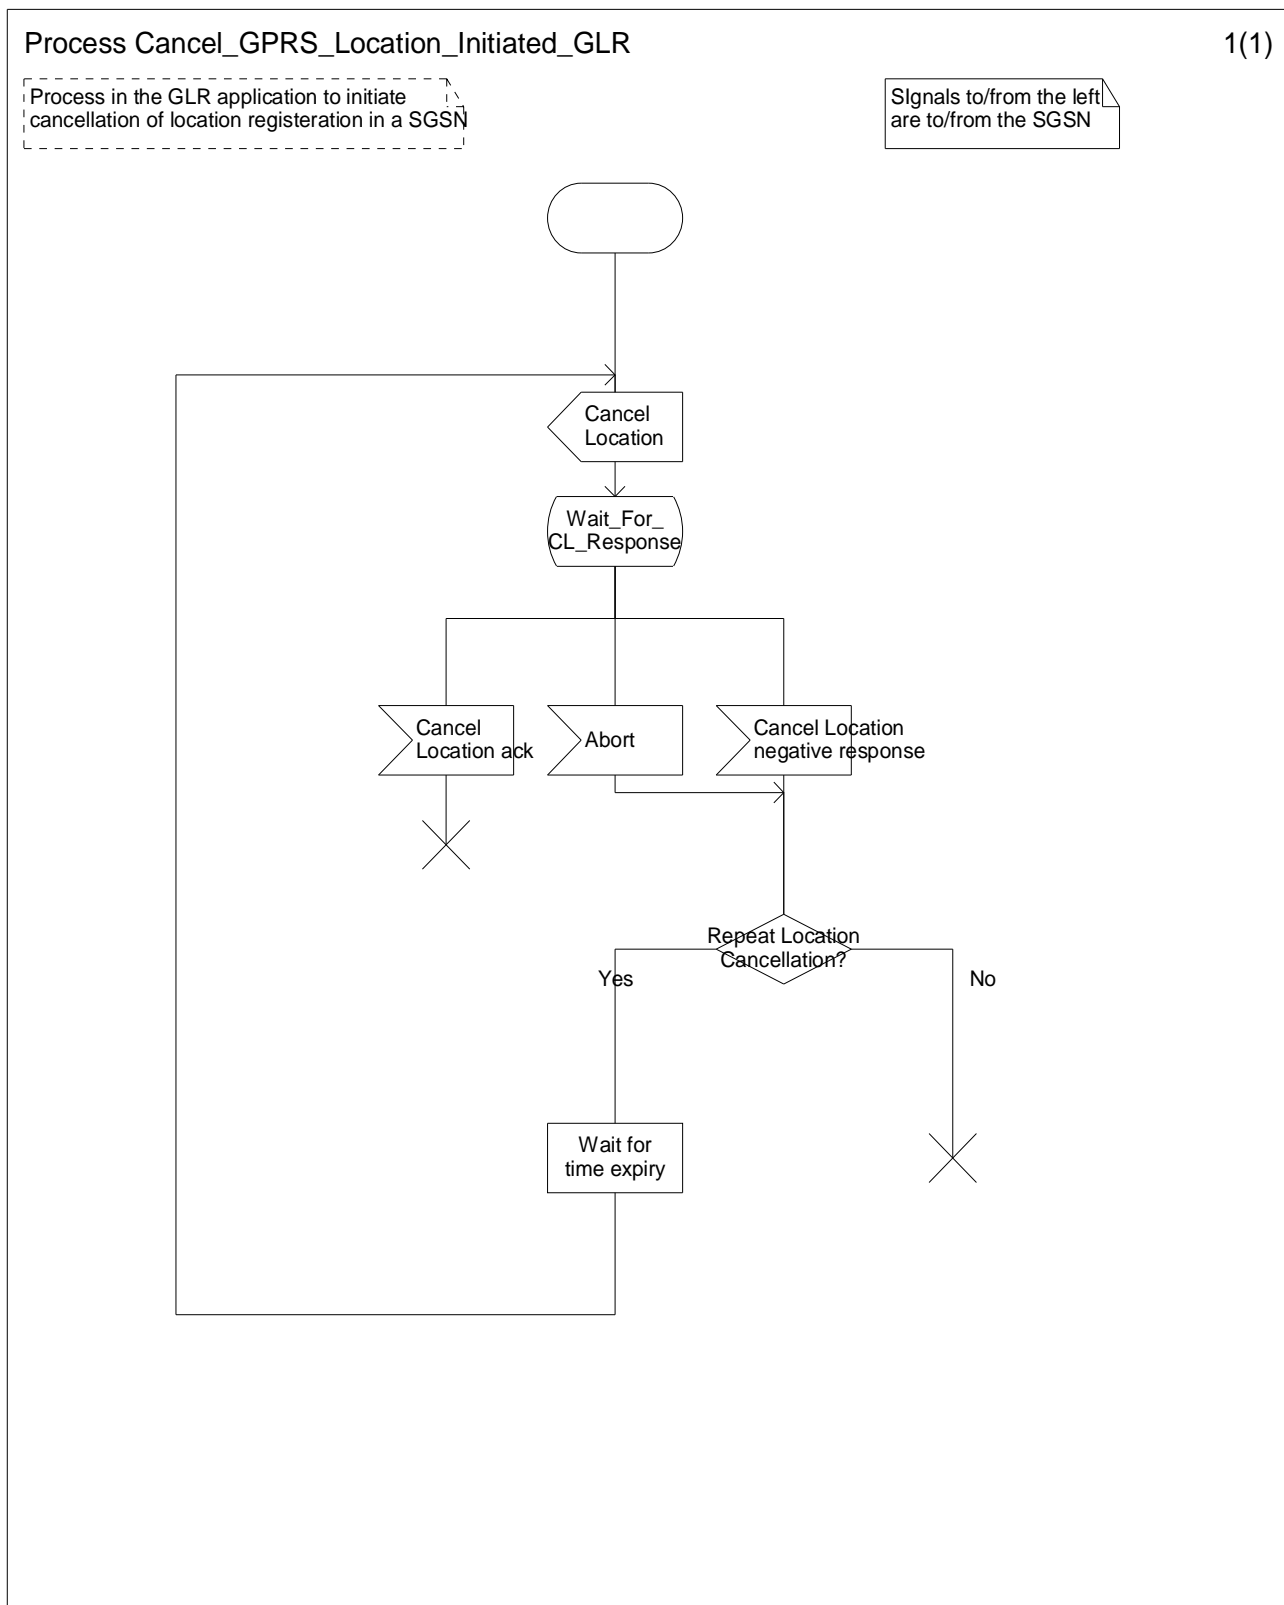 Process Cancel_GPRS_Location_Initiated_GLR
1(1)
Process in the GLR application to initiate
cancellation of location registeration in a SGSN
SIgnals to/from the left
are to/from the SGSN
Cancel
Location
Wait_For_
CL_Response
Cancel
Location ack
Abort
Cancel Location
negative response
Repeat Location
Cancellation?
Yes
No
Wait for
time expiry